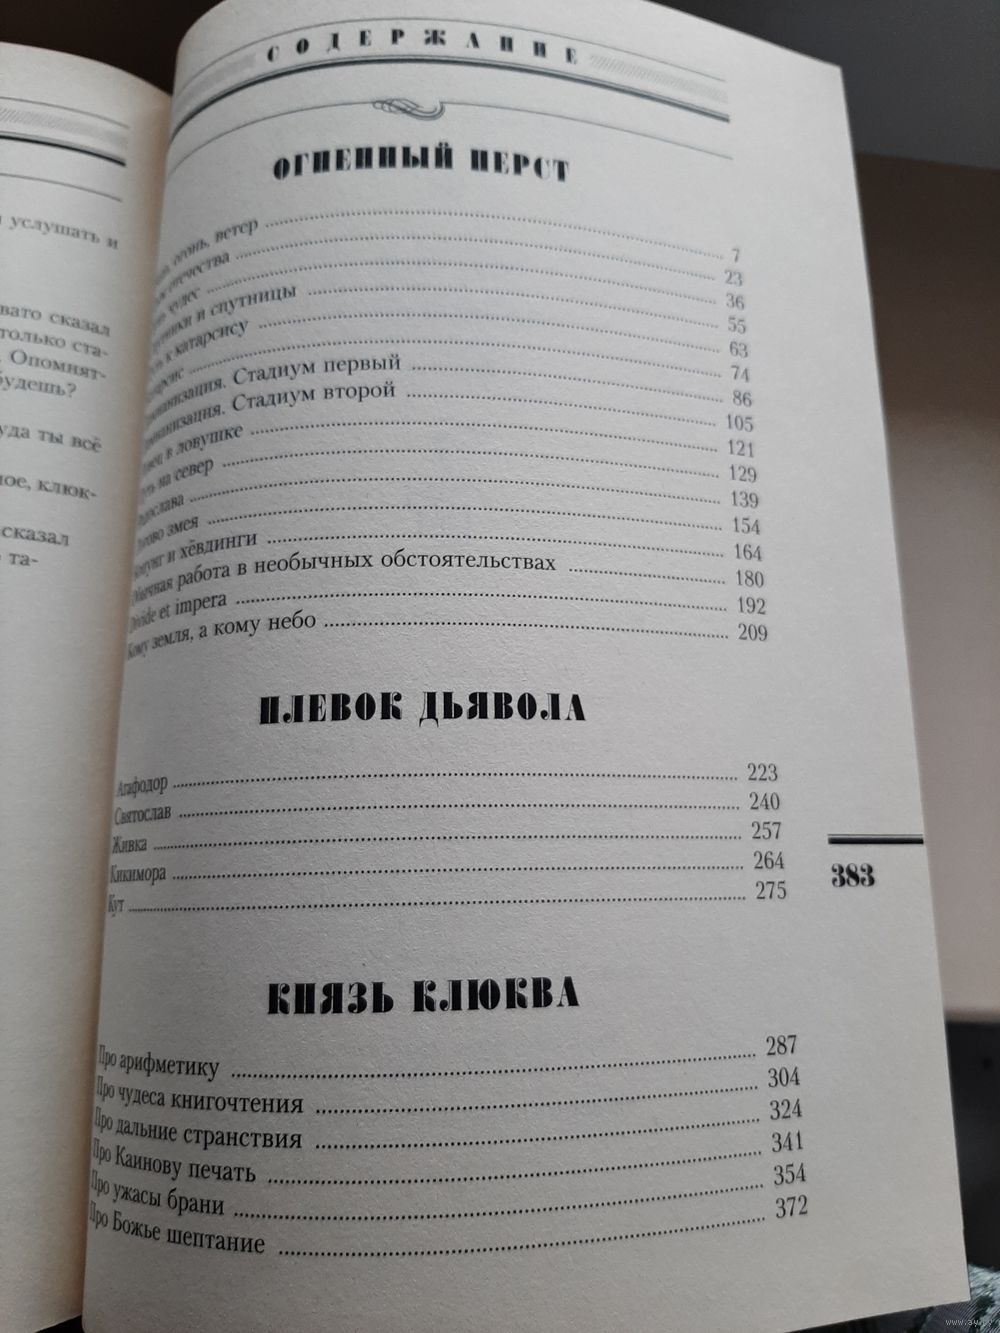 услушать и
сказал
только ста-
Опомнят-
будешь?
ты всё
клюк-
сказал
та-
СОДЕРЖАНИЕ
ОГНЕННЫЙ ПЕРСТ
огонь, ветер 7
отечества 23
чудес 36
и спутницы 55
к катарсису 63
74
Стадиум первый 86
Стадиум второй 105
в ловушке 121
на север 129
139
змея 154
и хёвдинги 164
Обычная работа в необычных обстоятельствах 180
Divide et impera 192
Кому земля, а кому небо 209
ПЛЕВОК ДЬЯВОЛА
Агафодор 223
Святослав 240
Живка 257
Кикимора 264
Кут 275
383
КНЯЗЬ КЛЮКВА
Про арифметику 287
Про чудеса книгочтения 304
Про дальние странствия 324
Про Каинову печать 341
Про ужасы брани 354
Про Божье шептание 372